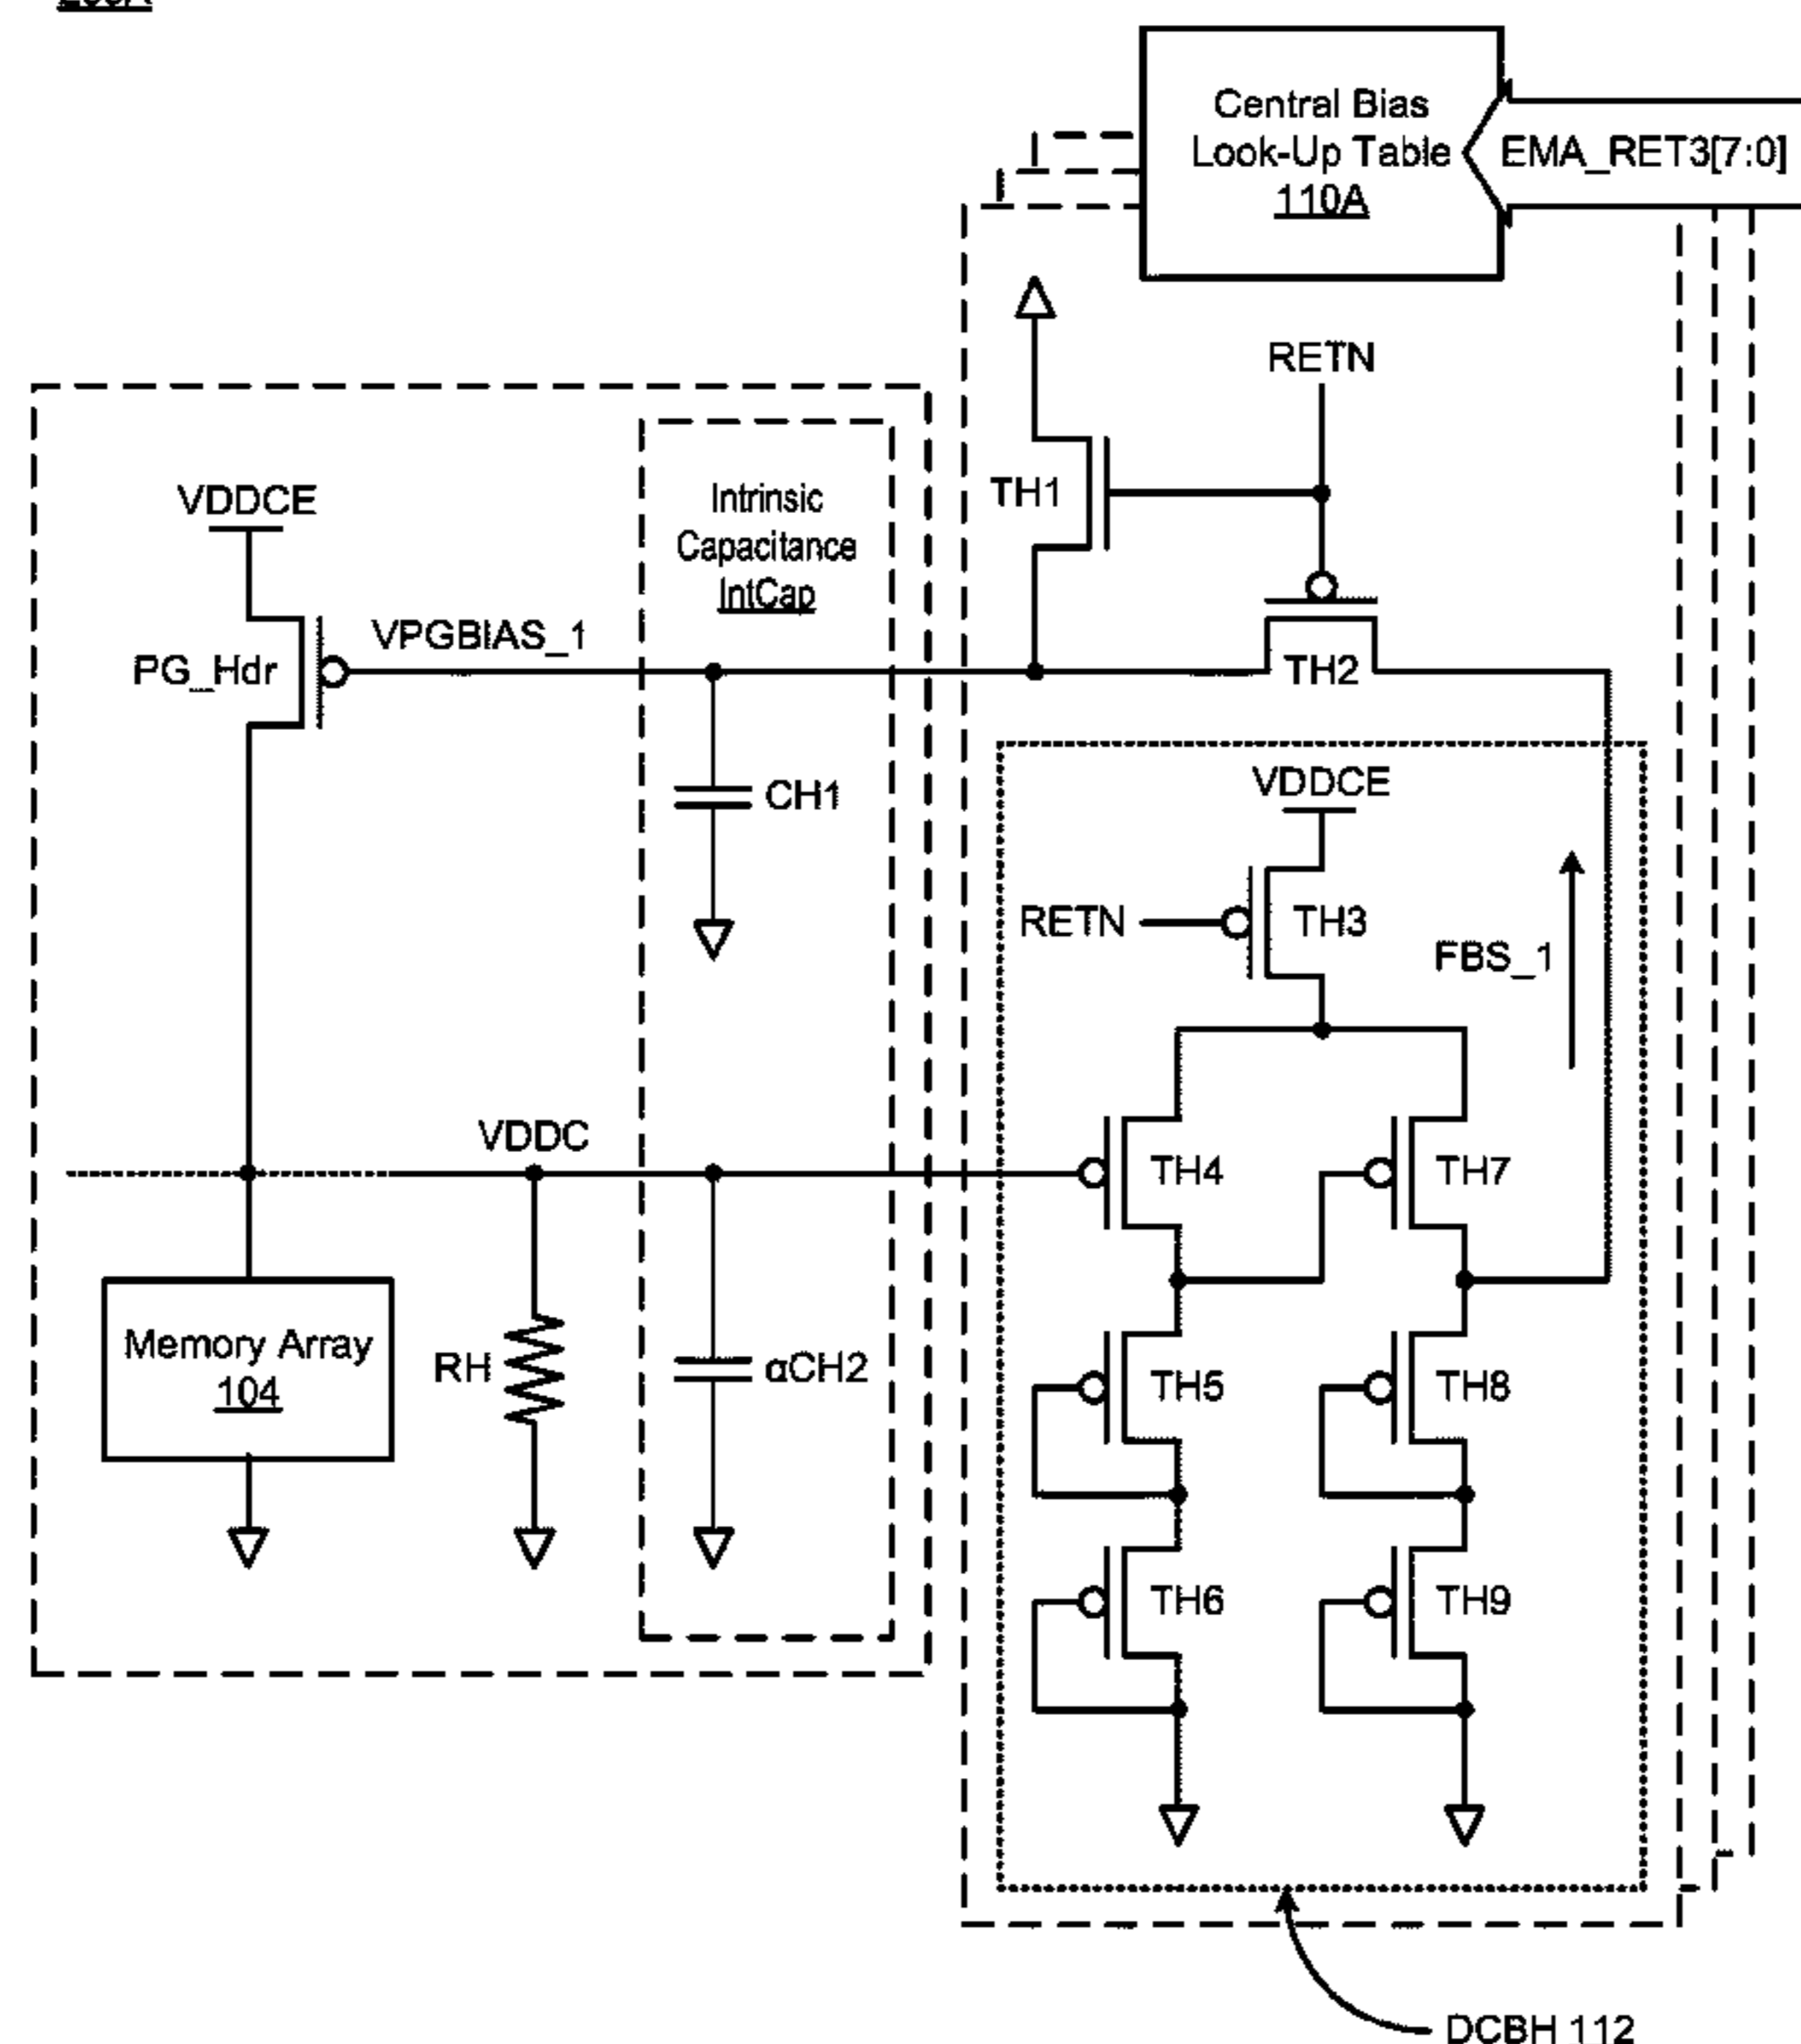 Central Bias
Look-Up Table
110A
EMA_RET3[7:0]
RETN
TH1
VDDCE
Intrinsic
Capacitance
IntCap
VPGBIAS_1
PG_Hdr
TH2
CH1
VDDCE
RETN
TH3
FBS_1
VDDC
TH4
TH7
Memory Array
104
RH
αCH2
TH5
TH8
TH6
TH9
DCBH 112